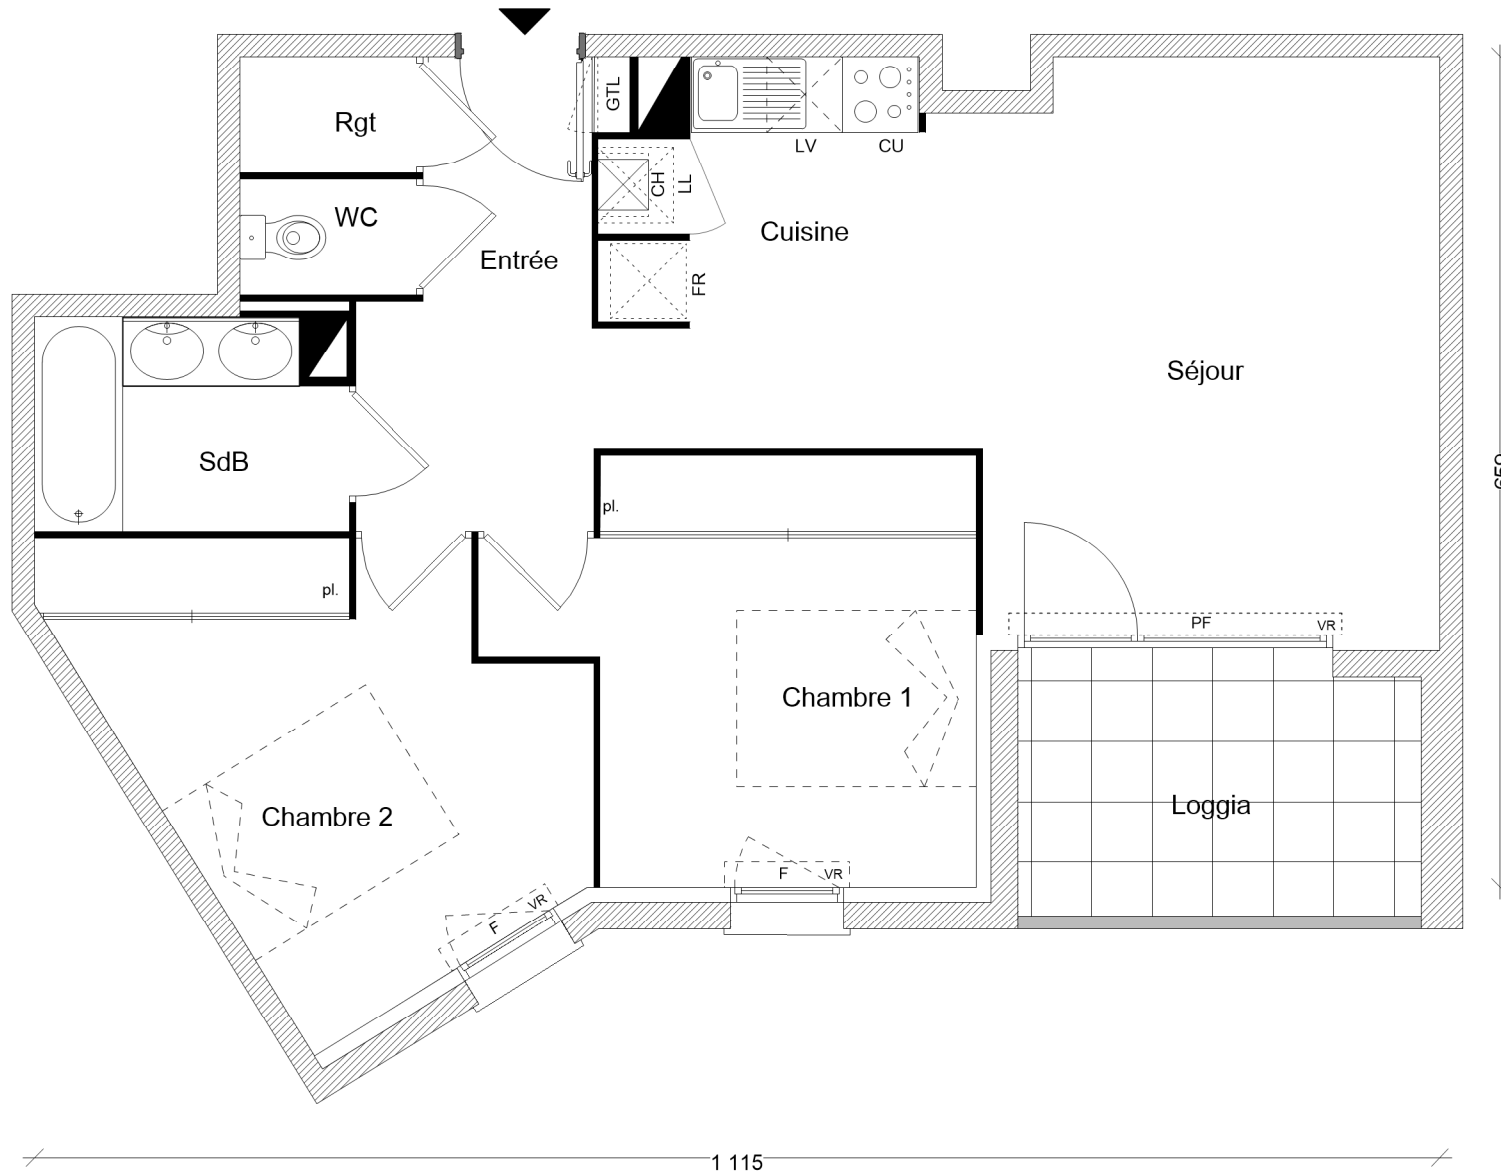 GTL
Rgt
LV
CU
CH
LL
WC
Cuisine
Entrée
FR
Séjour
SdB
pl.
pl.
PF
VR
Chambre 1
Loggia
Chambre 2
F
VR
F
VR
1 115